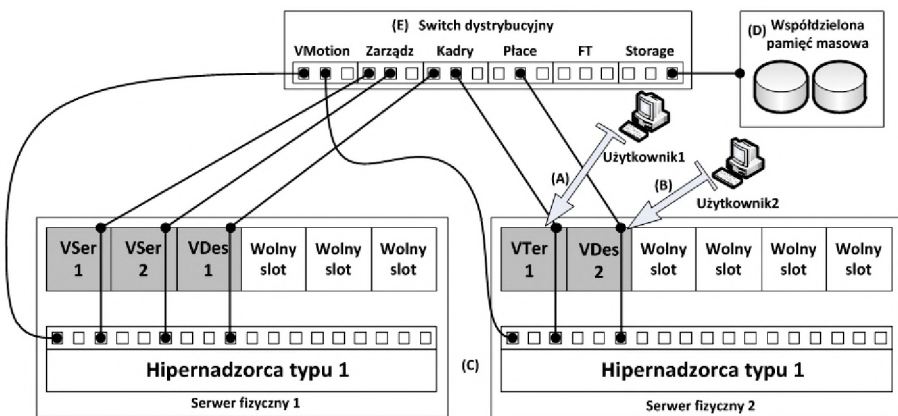 (E) Switch dystrybucyjny
VMotion Zarządz Kadry Płace FT Storage
(D) Współdzielona
pamięć masowa
Użytkownik1
(A)
(B)
Użytkownik2
VSer
1
VSer
2
VDes
1
Wolny
slot
Wolny
slot
Wolny
slot
VTer
1
VDes
2
Wolny
slot
Wolny
slot
Wolny
slot
Wolny
slot
Hipernadzorca typu 1
(C)
Hipernadzorca typu 1
Serwer fizyczny 1
Serwer fizyczny 2